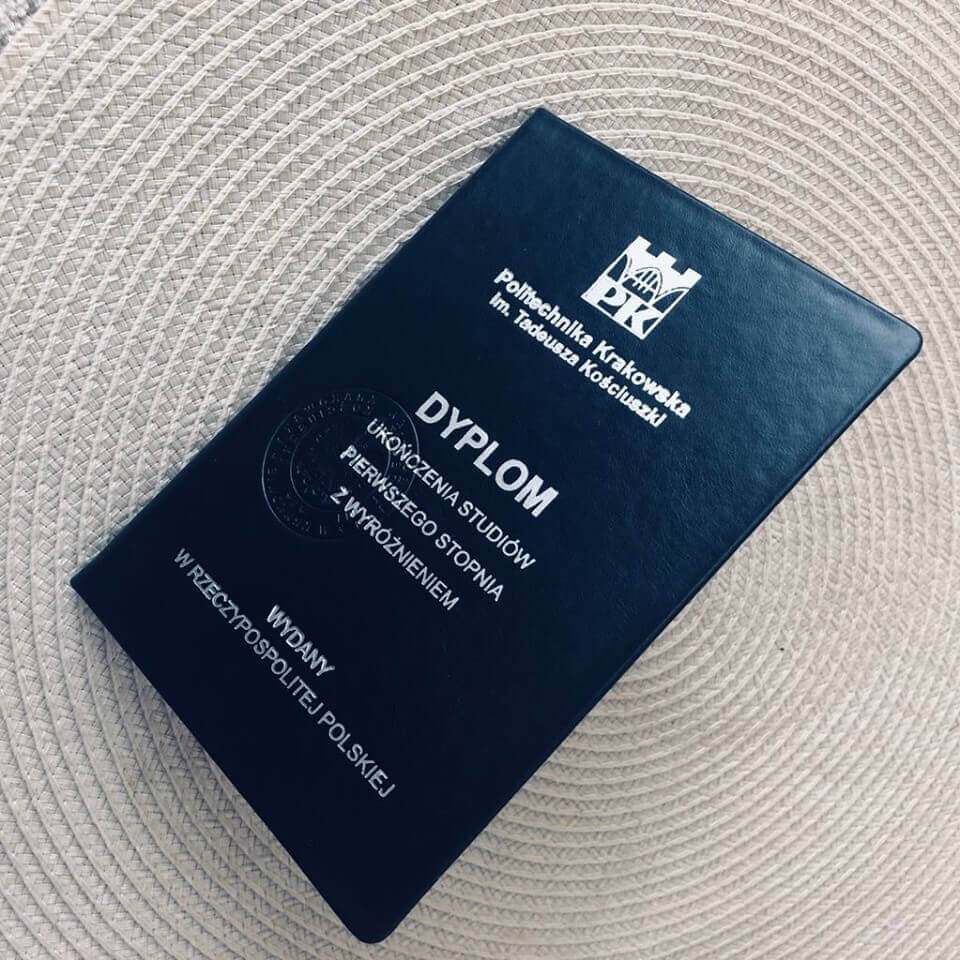 PK
Politechnika Krakowska
im. Tadeusza Kościuszki
DYPLOM
UKOŃCZENIA STUDIÓW
PIERWSZEGO STOPNIA
Z WYRÓŻNIENIEM
WYDANY
W RZECZYPOSPOLITEJ POLSKIEJ